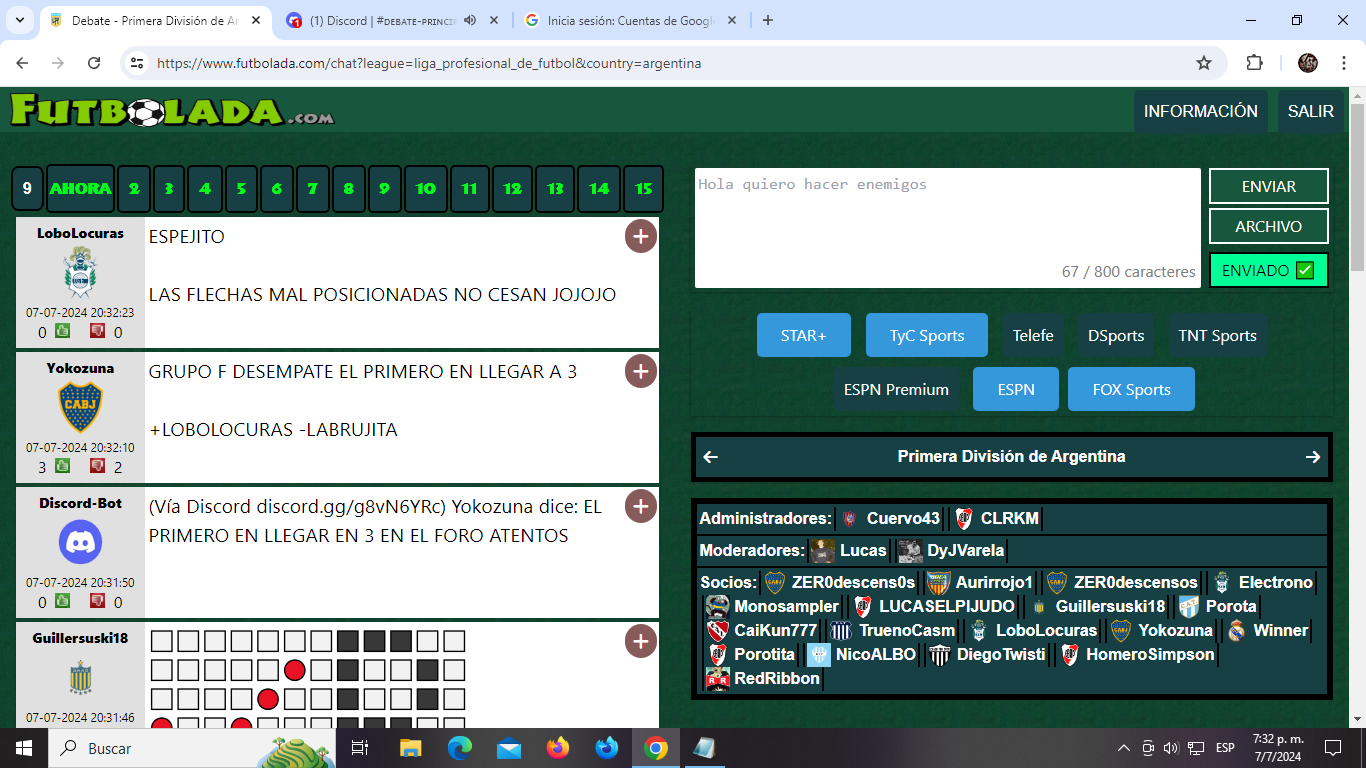 Debate - Primera División de Ar
(1) Discord | #DEBATE-PRINCIP
Inicia sesión: Cuentas de Google
https://www.futbolada.com/chat?league=liga_profesional_de_futbol&country=argentina
FUTBOLADA.COM
INFORMACIÓN
SALIR
9 AHORA 2 3 4 5 6 7 8 9 10 11 12 13 14 15
LoboLocuras
ESPEJITO
LAS FLECHAS MAL POSICIONADAS NO CESAN JOJOJO
07-07-2024 20:32:23
0 0
Yokozuna
GRUPO F DESEMPATE EL PRIMERO EN LLEGAR A 3
+LOBOLOCURAS -LABRUJITA
CABJ
07-07-2024 20:32:10
3 2
Discord-Bot
(Vía Discord discord.gg/g8vN6YRc) Yokozuna dice: EL
PRIMERO EN LLEGAR EN 3 EN EL FORO ATENTOS
07-07-2024 20:31:50
0 0
Guillersuski18
07-07-2024 20:31:46
Hola quiero hacer enemigos
67 / 800 caracteres
ENVIAR
ARCHIVO
ENVIADO
STAR+
TyC Sports
Telefe
DSports
TNT Sports
ESPN Premium
ESPN
FOX Sports
Primera División de Argentina
Administradores: Cuervo43 CLRKM
Moderadores: Lucas DyJVarela
Socios: ZER0descens0s Aurirrojo1 ZER0descensos Electrono
Monosampler LUCASELPIJUDO Guillersuski18 Porota
CaiKun777 TruenoCasm LoboLocuras Yokozuna Winner
Porotita NicoALBO DiegoTwisti HomeroSimpson
RedRibbon
Buscar
ESP
7:32 p. m.
7/7/2024